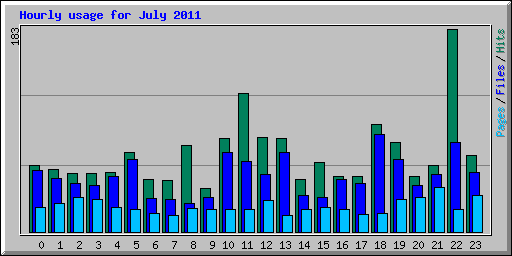 Hourly usage for July 2011
183
Pages / Files / Hits
0 1 2 3 4 5 6 7 8 9 10 11 12 13 14 15 16 17 18 19 20 21 22 23